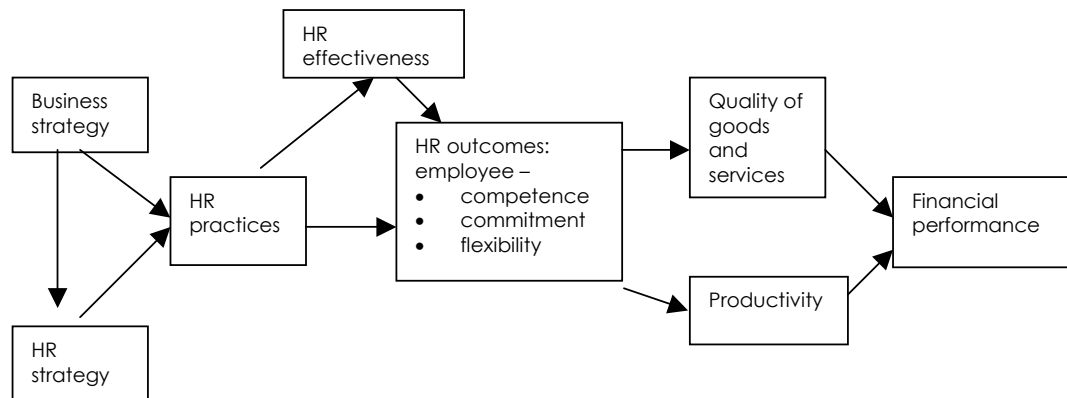 HR
effectiveness
Business
strategy
HR
practices
HR
strategy
HR outcomes:
employee –
• competence
• commitment
• flexibility
Quality of
goods
and
services
Productivity
Financial
performance